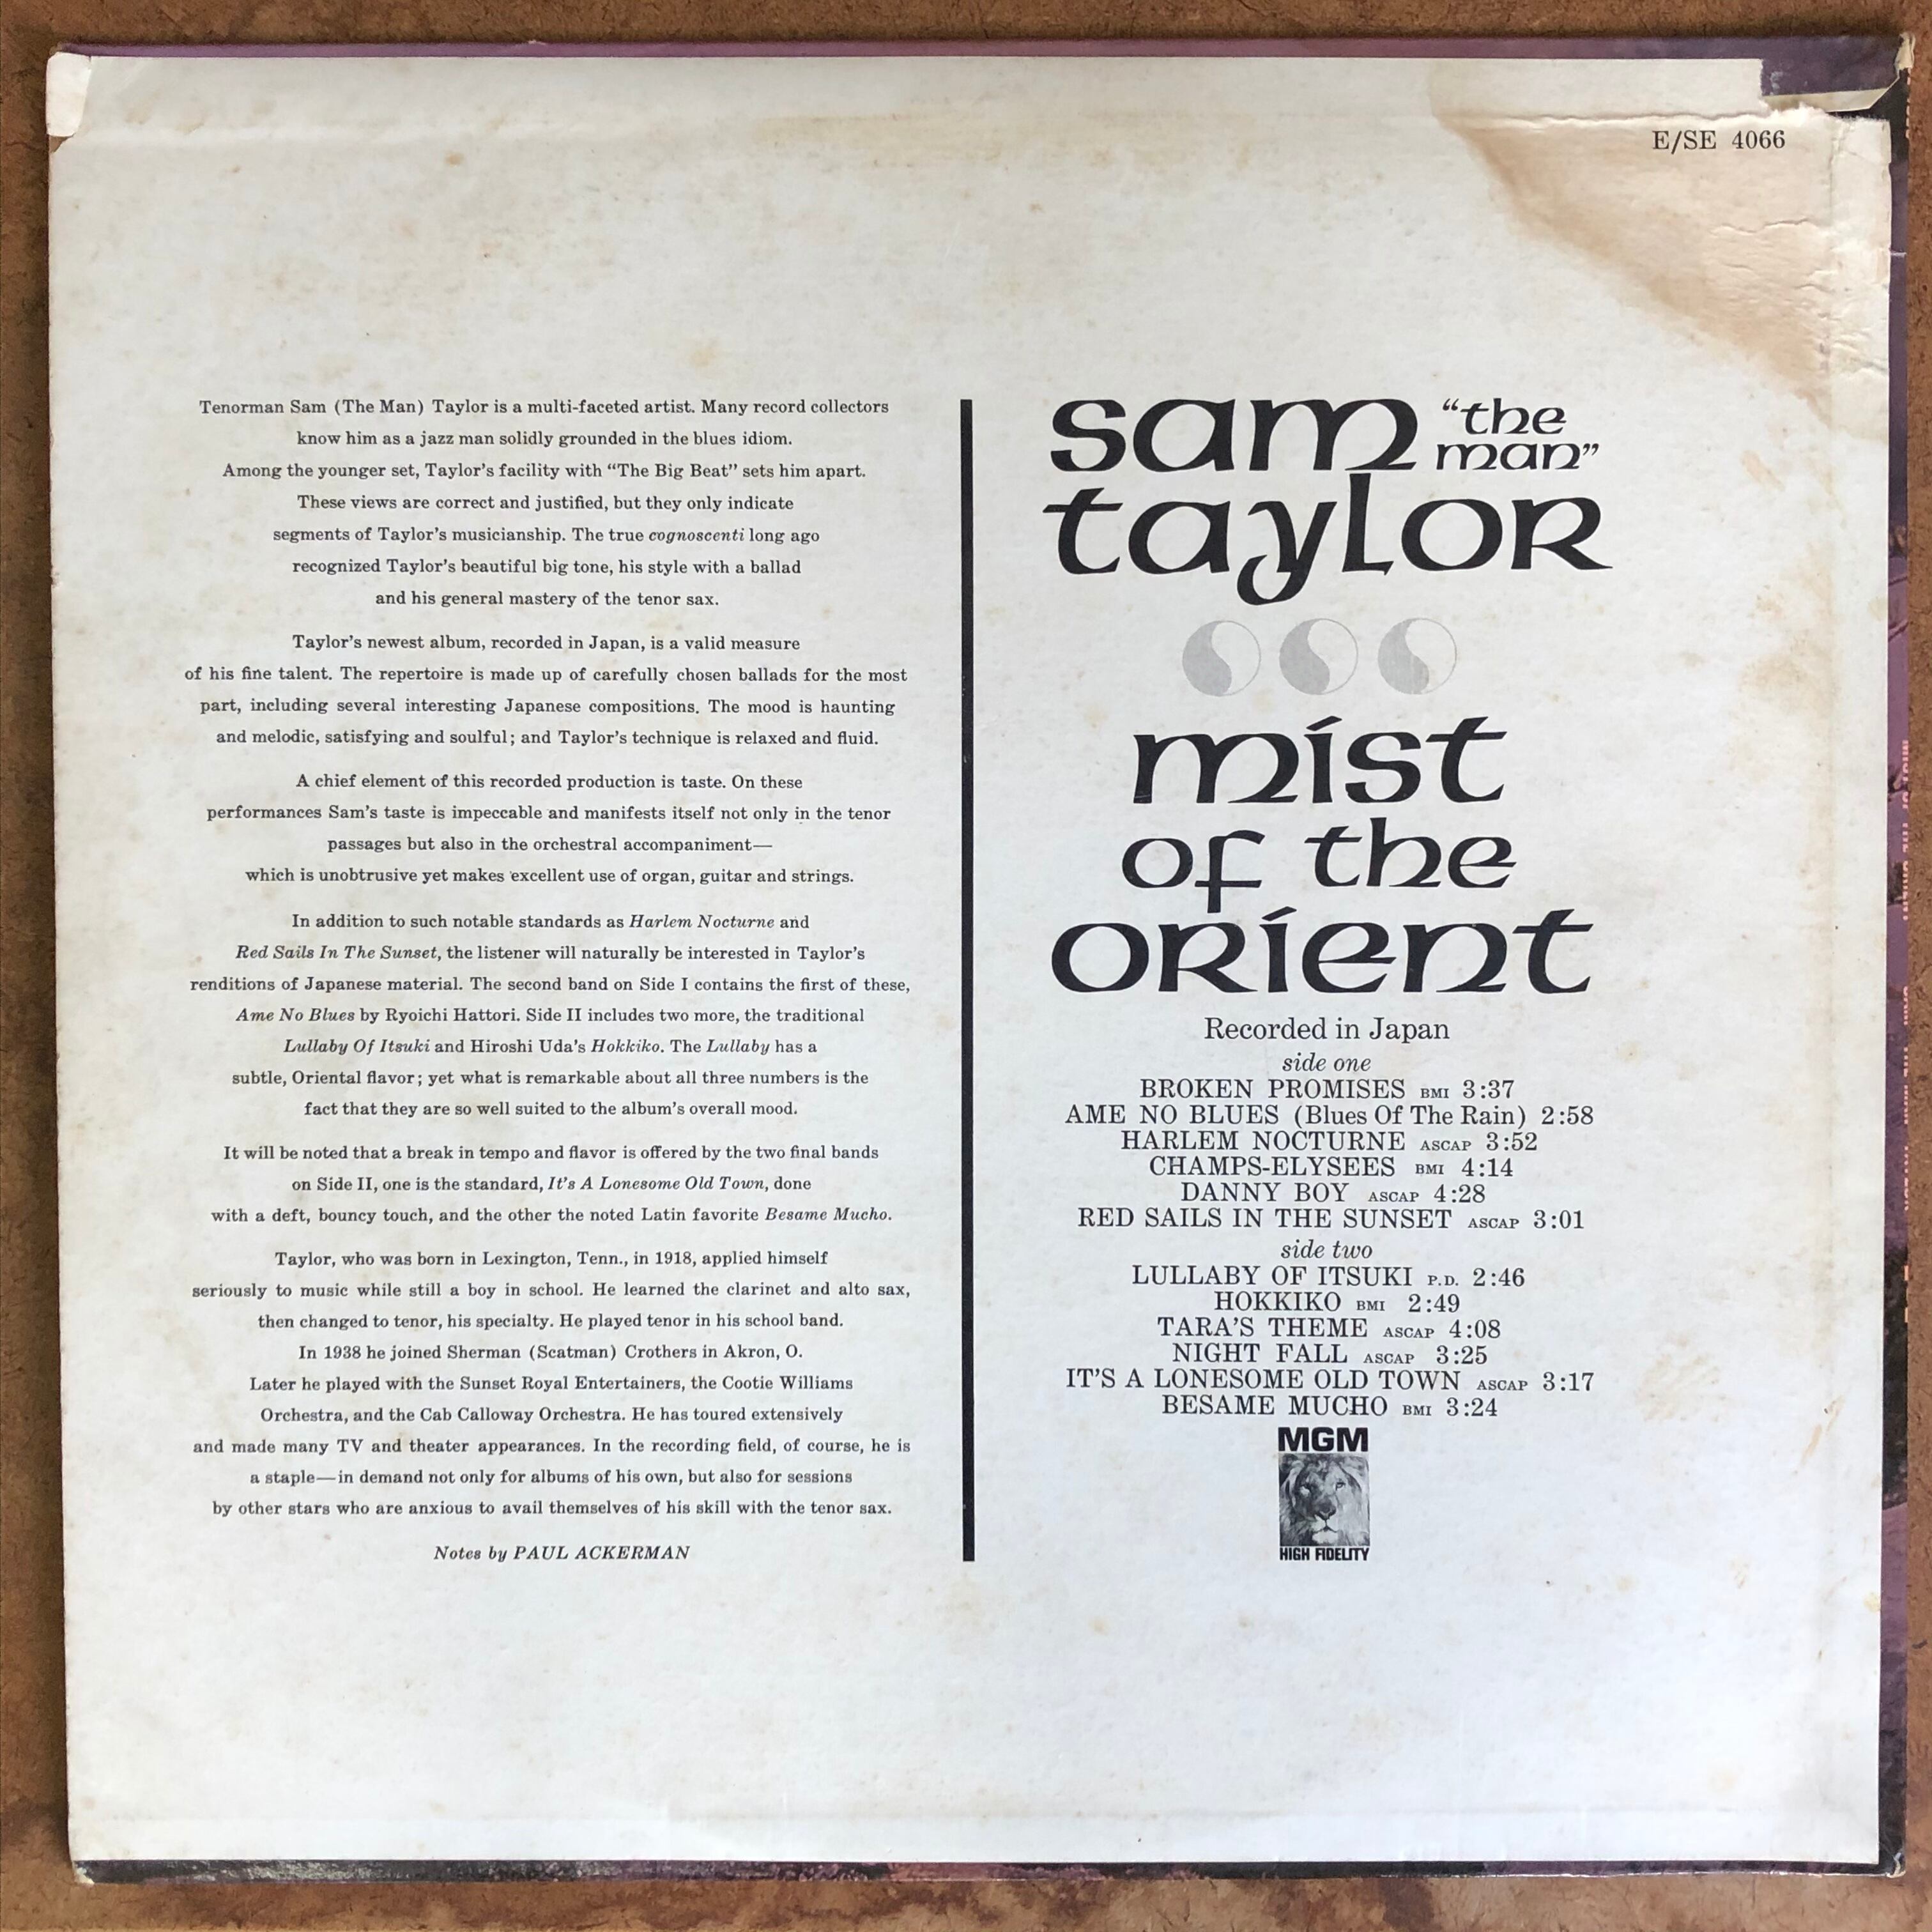 E/SE 4066
Tenorman Sam (The Man) Taylor is a multi-faceted artist. Many record collectors
know him as a jazz man solidly grounded in the blues idiom.
Among the younger set, Taylor's facility with “The Big Beat” sets him apart.
These views are correct and justified, but they only indicate
segments of Taylor's musicianship. The true cognoscenti long ago
recognized Taylor's beautiful big tone, his style with a ballad
and his general mastery of the tenor sax.
Taylor's newest album, recorded in Japan, is a valid measure
of his fine talent. The repertoire is made up of carefully chosen ballads for the most
part, including several interesting Japanese compositions. The mood is haunting
and melodic, satisfying and soulful; and Taylor's technique is relaxed and fluid.
A chief element of this recorded production is taste. On these
performances Sam's taste is impeccable and manifests itself not only in the tenor
passages but also in the orchestral accompaniment—
which is unobtrusive yet makes excellent use of organ, guitar and strings.
In addition to such notable standards as Harlem Nocturne and
Red Sails In The Sunset, the listener will naturally be interested in Taylor's
renditions of Japanese material. The second band on Side I contains the first of these,
Ame No Blues by Ryoichi Hattori. Side II includes two more, the traditional
Lullaby Of Itsuki and Hiroshi Uda's Hokkiko. The Lullaby has a
subtle, Oriental flavor; yet what is remarkable about all three numbers is the
fact that they are so well suited to the album's overall mood.
It will be noted that a break in tempo and flavor is offered by the two final bands
on Side II, one is the standard, It's A Lonesome Old Town, done
with a deft, bouncy touch, and the other the noted Latin favorite Besame Mucho.
Taylor, who was born in Lexington, Tenn., in 1918, applied himself
seriously to music while still a boy in school. He learned the clarinet and alto sax,
then changed to tenor, his specialty. He played tenor in his school band.
In 1938 he joined Sherman (Scatman) Crothers in Akron, O.
Later he played with the Sunset Royal Entertainers, the Cootie Williams
Orchestra, and the Cab Calloway Orchestra. He has toured extensively
and made many TV and theater appearances. In the recording field, of course, he is
a staple—in demand not only for albums of his own, but also for sessions
by other stars who are anxious to avail themselves of his skill with the tenor sax.
Notes by PAUL ACKERMAN
sam “the man”
taylor
mist
of the
orient
Recorded in Japan
side one
BROKEN PROMISES BMI 3:37
AME NO BLUES (Blues Of The Rain) 2:58
HARLEM NOCTURNE ASCAP 3:52
CHAMPS-ELYSEES BMI 4:14
DANNY BOY ASCAP 4:28
RED SAILS IN THE SUNSET ASCAP 3:01
side two
LULLABY OF ITSUKI P.D. 2:46
HOKKIKO BMI 2:49
TARA'S THEME ASCAP 4:08
NIGHT FALL ASCAP 3:25
IT'S A LONESOME OLD TOWN ASCAP 3:17
BESAME MUCHO BMI 3:24
MGM
HIGH FIDELITY